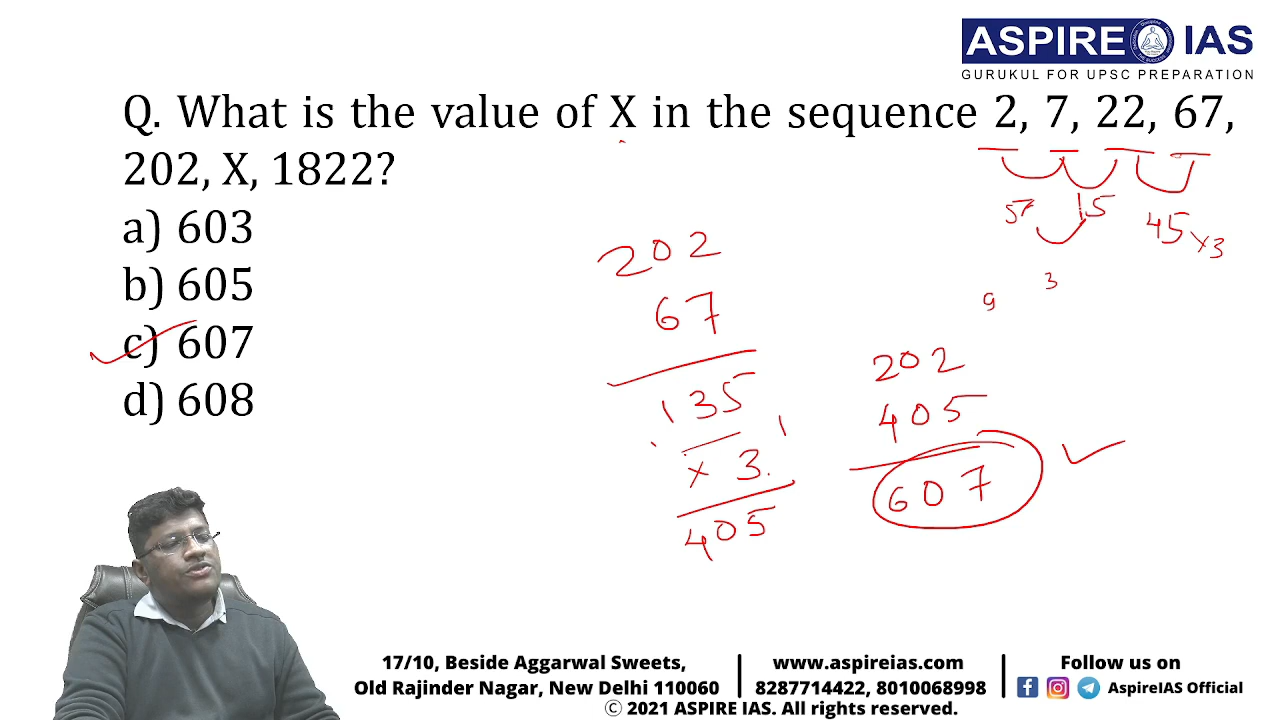 ASPIRE IAS
GURUKUL FOR UPSC PREPARATION
Q. What is the value of X in the sequence 2, 7, 22, 67,
202, X, 1822?
a) 603
b) 605
c) 607
d) 608
5 15 45 x3
3
9
202
67
135
x 3
405
202
405
607
17/10, Beside Aggarwal Sweets,
Old Rajinder Nagar, New Delhi 110060
www.aspireias.com
8287714422, 8010068998
Follow us on
AspireIAS Official
Ⓒ 2021 ASPIRE IAS. All rights reserved.